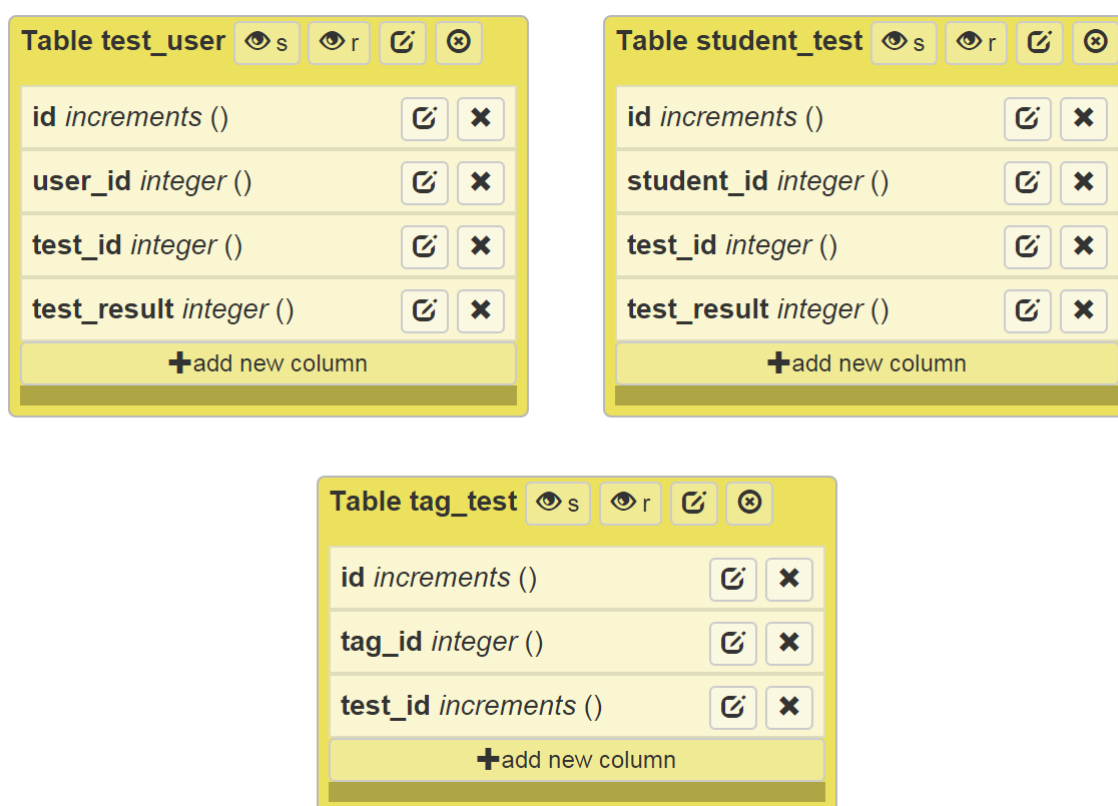 Table test_user s r
id increments ()
user_id integer ()
test_id integer ()
test_result integer ()
add new column
Table student_test s r
id increments ()
student_id integer ()
test_id integer ()
test_result integer ()
add new column
Table tag_test s r
id increments ()
tag_id integer ()
test_id increments ()
add new column